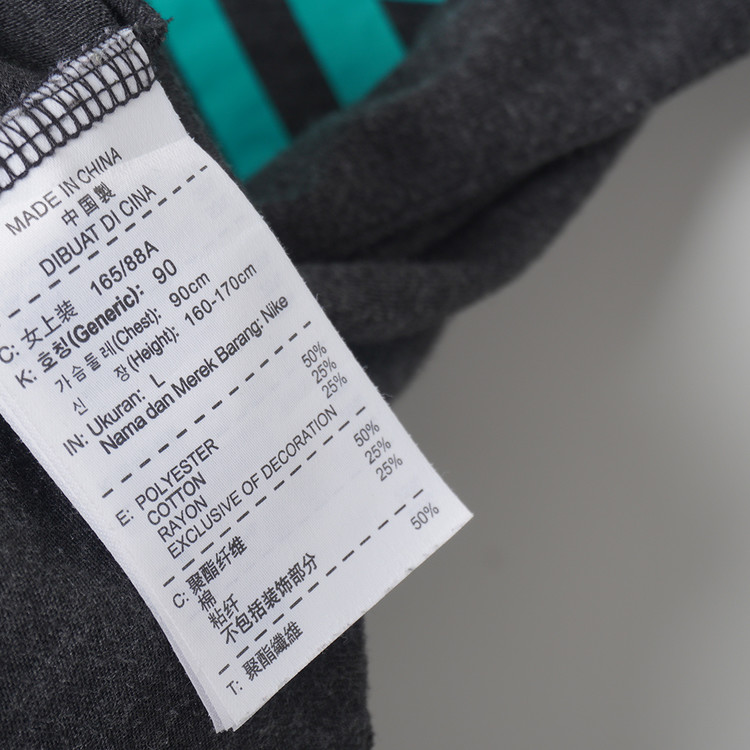 MADE IN CHINA
中国製
DIBUAT DI CINA
C: 女上装 165/88A
K: 호칭(Generic): 90
가슴둘레(Chest): 90cm
신 장(Height): 160-170cm
IN: Ukuran: L
Nama dan Merek Barang: Nike
E: POLYESTER 50%
COTTON 25%
RAYON 25%
EXCLUSIVE OF DECORATION
C: 聚酯纤维 50%
棉 25%
粘纤 25%
不包括装饰部分
T: 聚酯纖維 50%